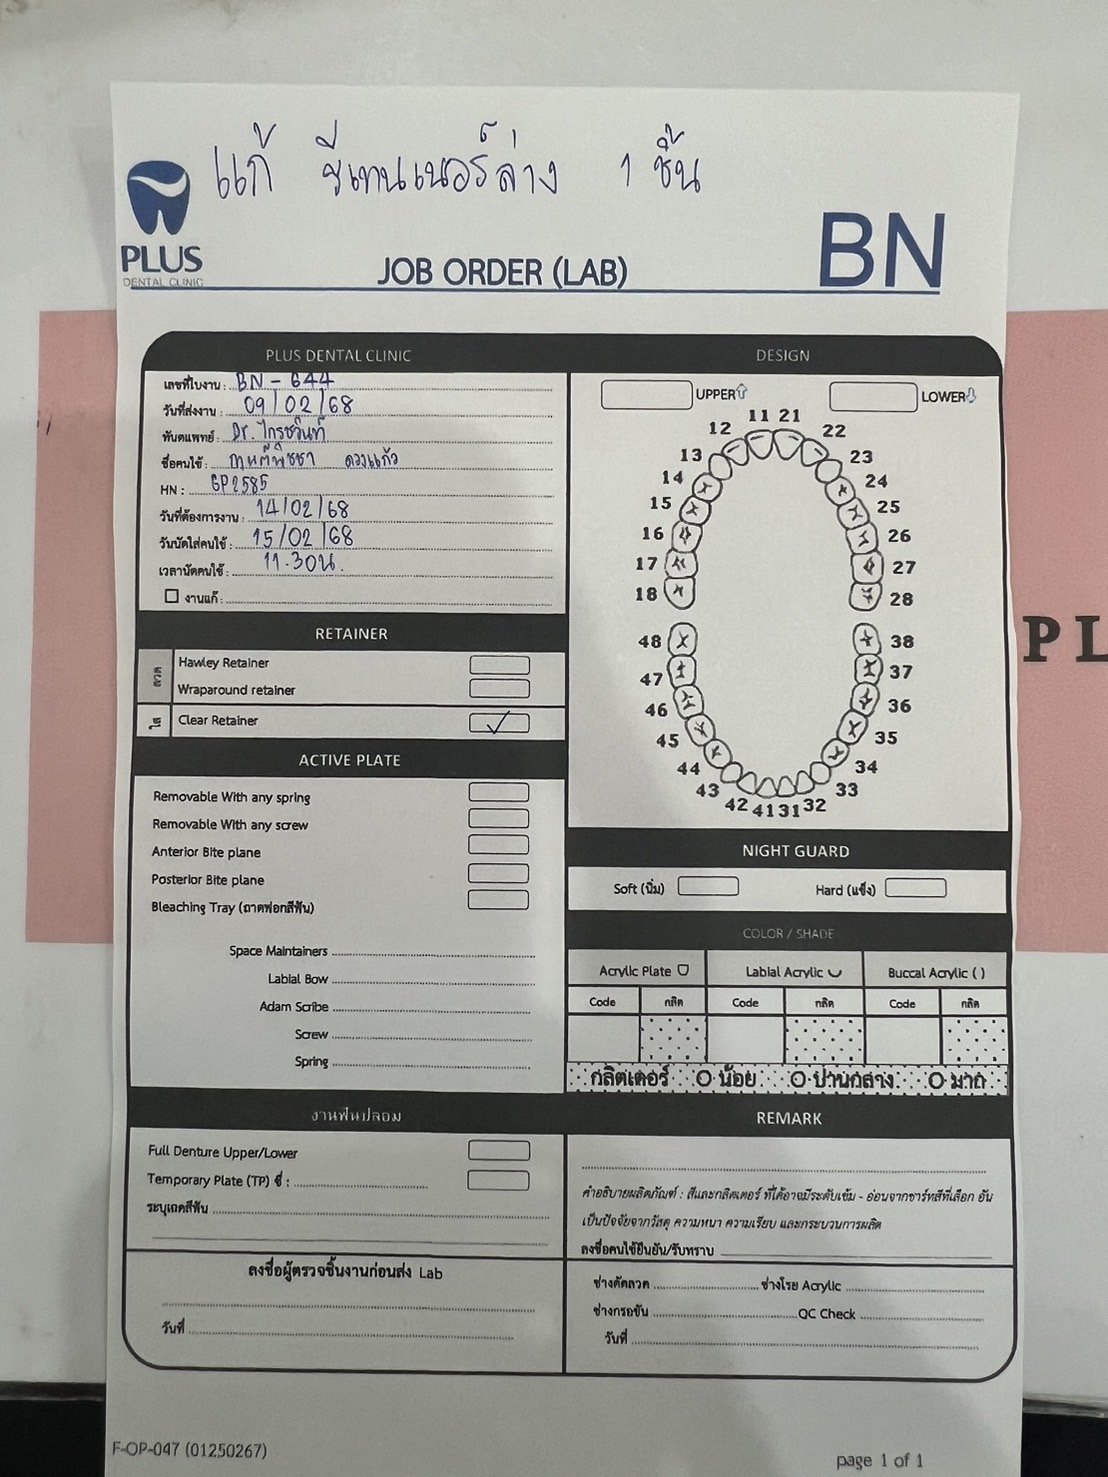 แก้ รีเทนเนอร์ล่าง 1 ชิ้น
PLUS
DENTAL CLINIC
JOB ORDER (LAB)
BN
PLUS DENTAL CLINIC
เลขที่ใบงาน : BN - 644
วันที่ส่งงาน : 09/02/68
ทันตแพทย์ : Dr. ไกรชวินท์
ชื่อคนไข้ : กานต์พิชชา ดวงแก้ว
HN : GP2585
วันที่ต้องการงาน : 14/02/68
วันนัดใส่คนไข้ : 15/02/68
เวลานัดคนไข้ : 11.30น.
งานแก้ :
RETAINER
ลวด
Hawley Retainer
Wraparound retainer
ใส
Clear Retainer ✓
ACTIVE PLATE
Removable With any spring
Removable With any screw
Anterior Bite plane
Posterior Bite plane
Bleaching Tray (ถาดฟอกสีฟัน)
Space Maintainers
Labial Bow
Adam Scribe
Screw
Spring
งานฟันปลอม
Full Denture Upper/Lower
Temporary Plate (TP) ซี่ :
ระบุเฉดสีฟัน
ลงชื่อผู้ตรวจชิ้นงานก่อนส่ง Lab
วันที่
DESIGN
UPPER
LOWER
11 21
12 22
13 23
14 24
15 25
16 26
17 27
18 28
48 38
47 37
46 36
45 35
44 34
43 33
42 41 31 32
NIGHT GUARD
Soft (นิ่ม) Hard (แข็ง)
COLOR / SHADE
Acrylic Plate Labial Acrylic Buccal Acrylic ( )
Code กลิต Code กลิต Code กลิต
กลิตเตอร์ น้อย ปานกลาง มาก
REMARK
คำอธิบายผลิตภัณฑ์ : สีและกลิตเตอร์ ที่ได้อาจมีระดับเข้ม - อ่อนจากชาร์ทสีที่เลือก อัน
เป็นปัจจัยจากวัสดุ ความหนา ความเรียบ และกระบวนการผลิต
ลงชื่อคนไข้ยืนยัน/รับทราบ
ช่างดัดลวด ช่างโรย Acrylic
ช่างกรอขัน QC Check
วันที่
F-OP-047 (01250267)
page 1 of 1
PL